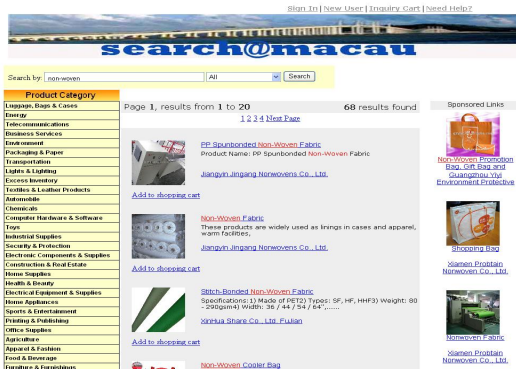 Sign In | New User | Inquiry Cart | Need Help?
search@macau
Search by: non-woven All Search
Product Category
Luggage, Bags & Cases
Energy
Telecommunications
Business Services
Environment
Packaging & Paper
Transportation
Lights & Lighting
Excess Inventory
Textiles & Leather Products
Automobile
Chemicals
Computer Hardware & Software
Toys
Industrial Supplies
Security & Protection
Electronic Components & Supplies
Construction & Real Estate
Home Supplies
Health & Beauty
Electrical Equipment & Supplies
Home Appliances
Sports & Entertainment
Printing & Publishing
Office Supplies
Agriculture
Apparel & Fashion
Food & Beverage
Furniture & Furnishings
Page 1, results from 1 to 20 68 results found
1 2 3 4 Next Page
PP Spunbonded Non-Woven Fabric
Product Name: PP Spunbonded Non-Woven Fabric
Jiangyin Jingang Nonwovens Co., Ltd.
Add to shopping cart
Non-Woven Fabric
These products are widely used as linings in cases and apparel,
warm facilities,
Jiangyin Jingang Nonwovens Co., Ltd.
Add to shopping cart
Stitch-Bonded Non-Woven Fabric
Specifications:1) Made of PET2) Types: SF, HF, HHF3) Weight: 80
- 290gsm4) Width: 36 / 44 / 54 / 64",......
XinHua Share Co., Ltd. FuJian
Add to shopping cart
Non-Woven Cooler Bag
Sponsored Links
Non-Woven Promotion
Bag, Gift Bag and
Guangzhou Yiyi
Environment Protective
Shopping Bag
Xiamen Probtain
Nonwoven Co., Ltd.
Nonwoven Fabric
Xiamen Probtain
Nonwoven Co., Ltd.